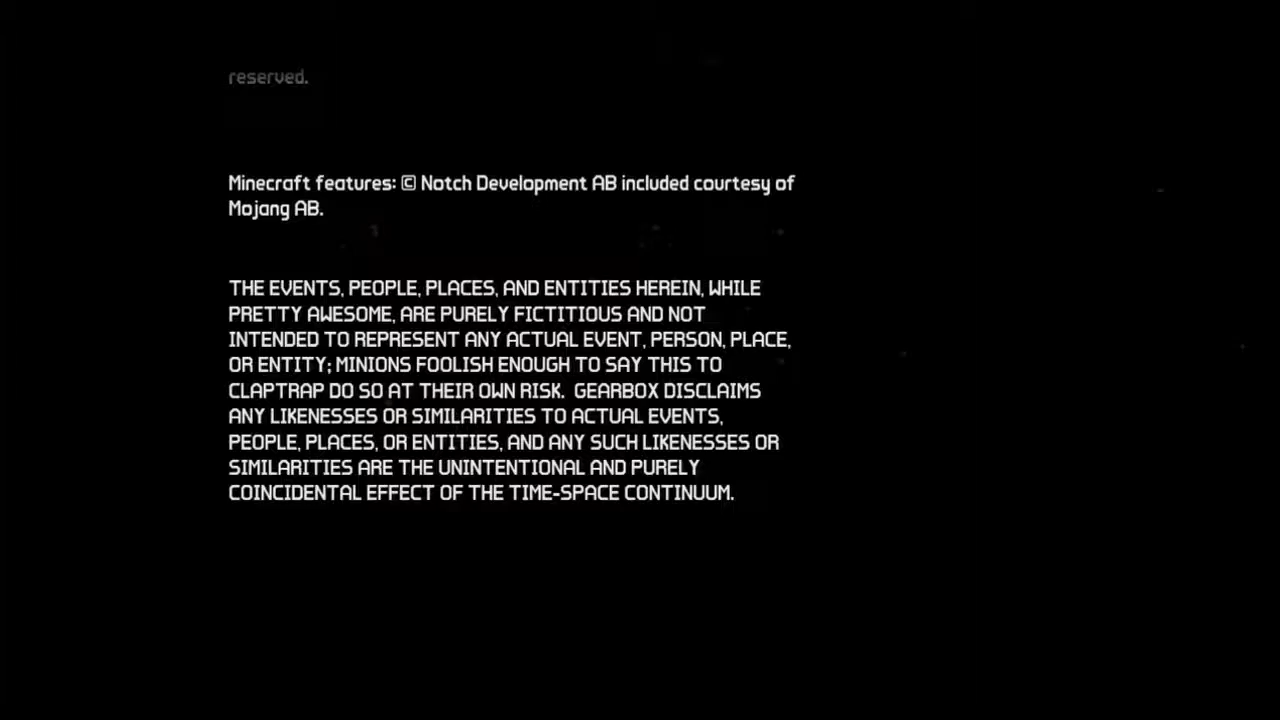 reserved.
Minecraft features: © Notch Development AB included courtesy of
Mojang AB.
THE EVENTS, PEOPLE, PLACES, AND ENTITIES HEREIN, WHILE
PRETTY AWESOME, ARE PURELY FICTITIOUS AND NOT
INTENDED TO REPRESENT ANY ACTUAL EVENT, PERSON, PLACE,
OR ENTITY; MINIONS FOOLISH ENOUGH TO SAY THIS TO
CLAPTRAP DO SO AT THEIR OWN RISK.  GEARBOX DISCLAIMS
ANY LIKENESSES OR SIMILARITIES TO ACTUAL EVENTS,
PEOPLE, PLACES, OR ENTITIES, AND ANY SUCH LIKENESSES OR
SIMILARITIES ARE THE UNINTENTIONAL AND PURELY
COINCIDENTAL EFFECT OF THE TIME-SPACE CONTINUUM.